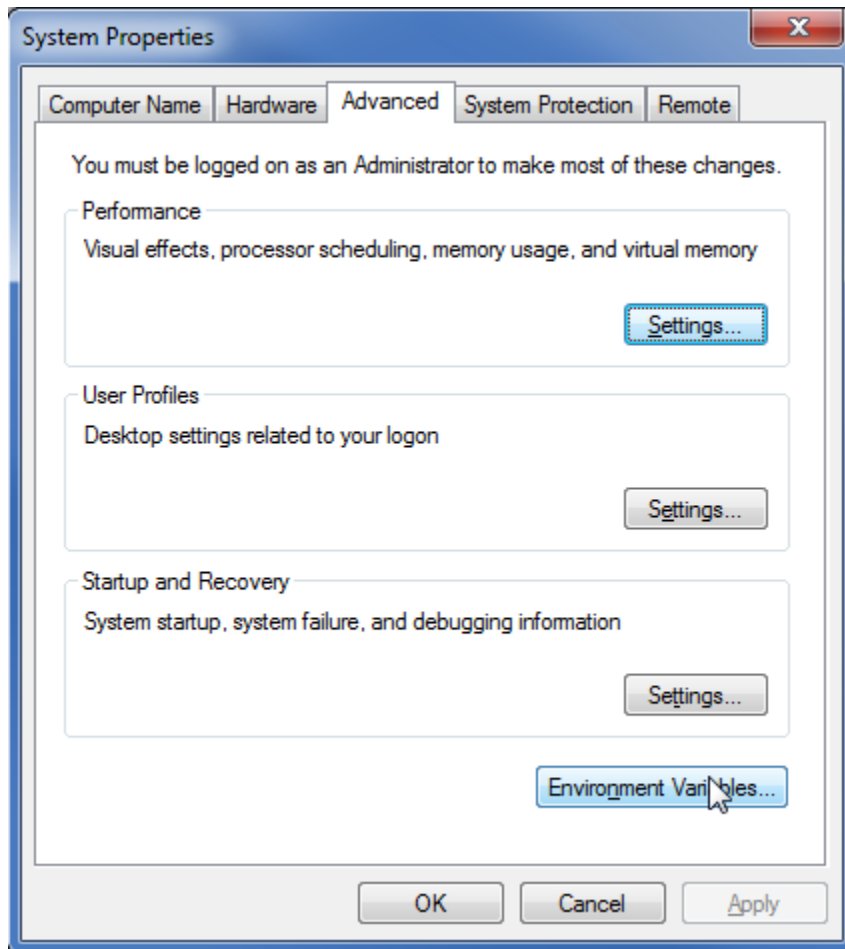 System Properties
Computer Name Hardware Advanced System Protection Remote
You must be logged on as an Administrator to make most of these changes.
Performance
Visual effects, processor scheduling, memory usage, and virtual memory
Settings...
User Profiles
Desktop settings related to your logon
Settings...
Startup and Recovery
System startup, system failure, and debugging information
Settings...
Environment Variables...
OK Cancel Apply